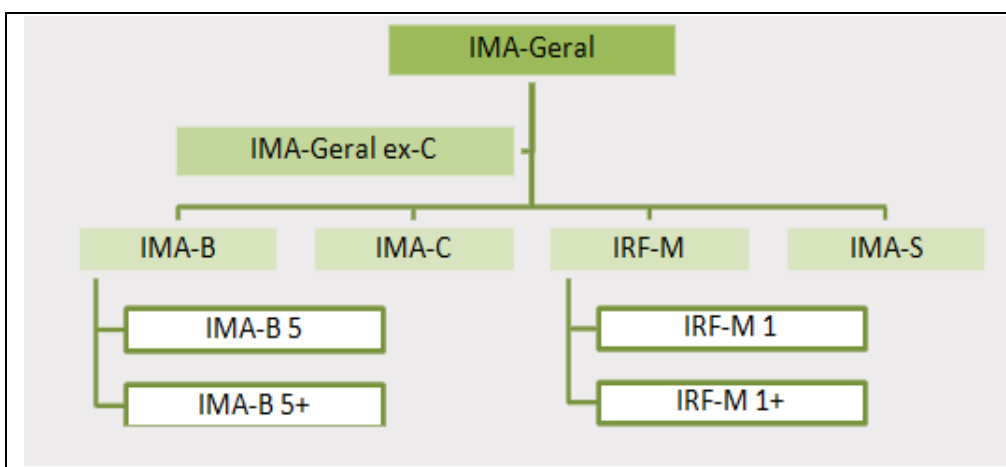 IMA-Geral
IMA-Geral ex-C
IMA-B
IMA-C
IRF-M
IMA-S
IMA-B 5
IRF-M 1
IMA-B 5+
IRF-M 1+